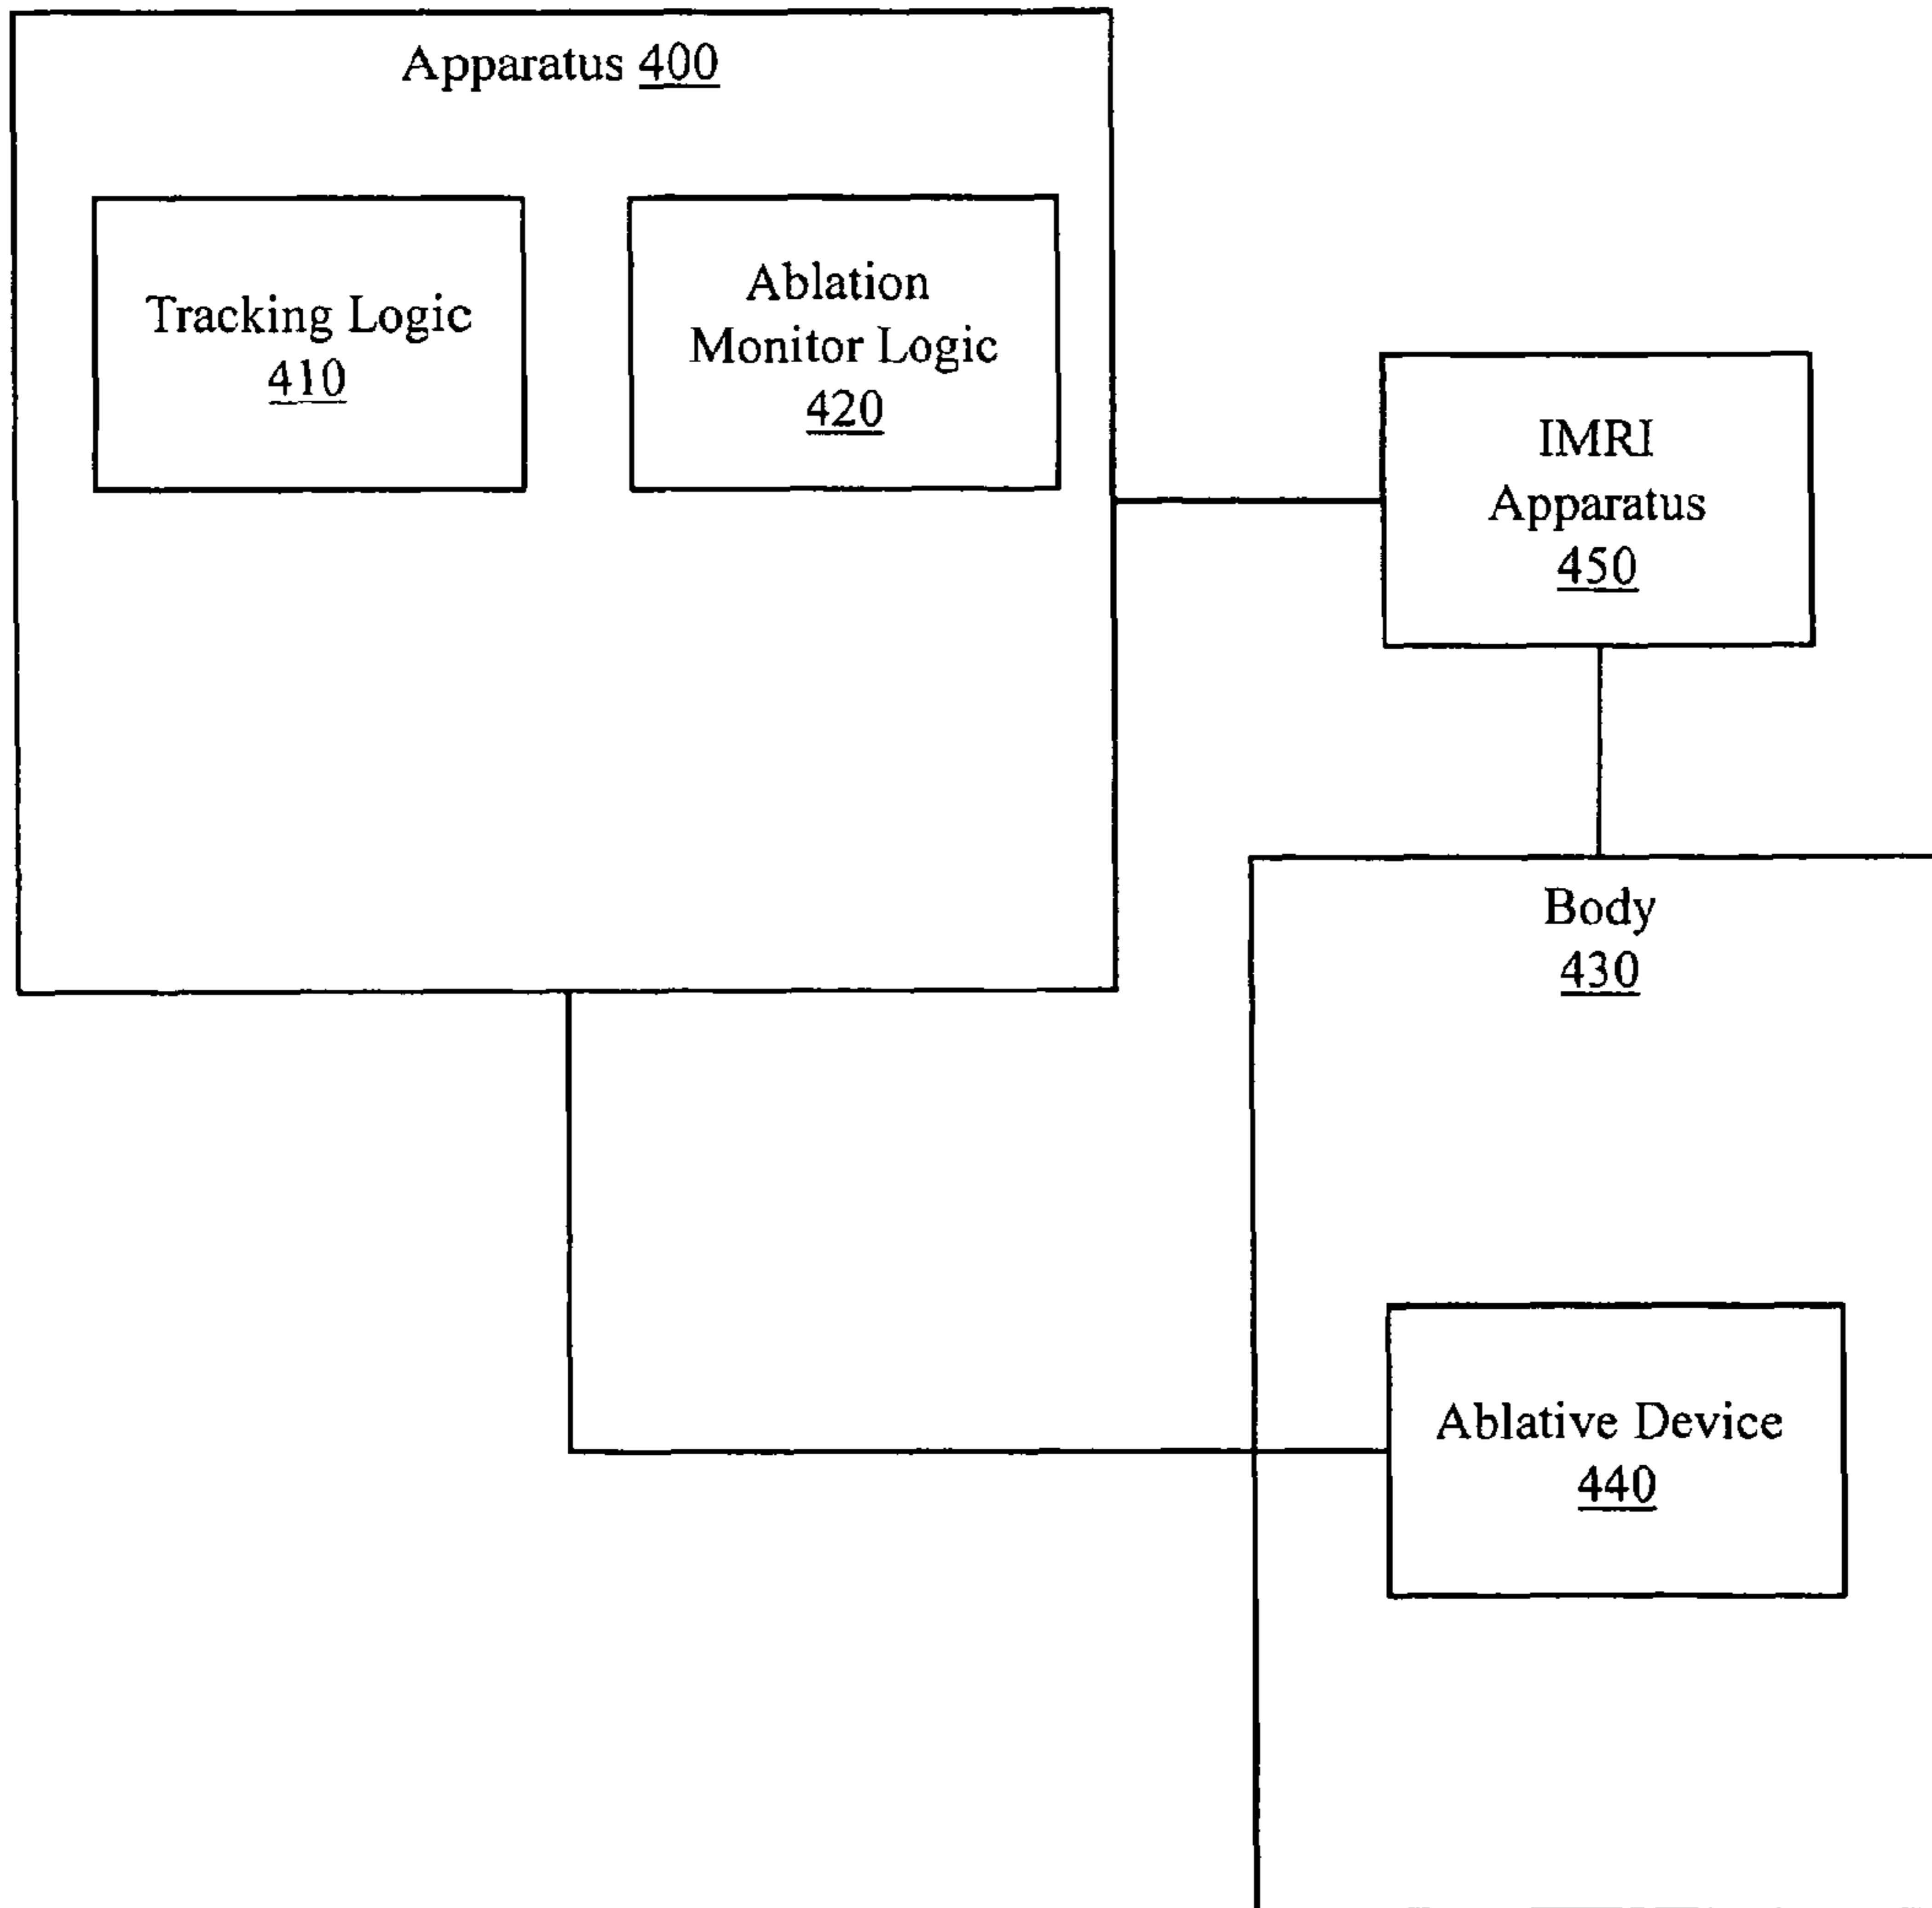 Apparatus 400
Tracking Logic
410
Ablation
Monitor Logic
420
IMRI
Apparatus
450
Body
430
Ablative Device
440